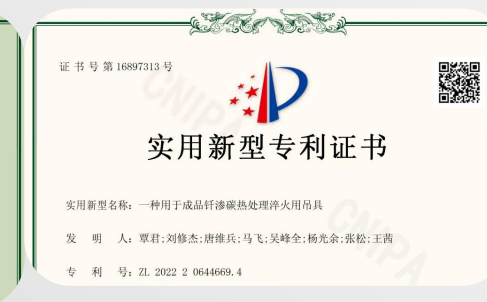 证书号第16897313号
实用新型专利证书
实用新型名称：一种用于成品钎渗碳热处理淬火用吊具
发明人：覃君;刘修杰;唐维兵;马飞;吴峰全;杨光余;张松;王茜
专利号：ZL 2022 2 0644669.4
CNIPA
CNIPA